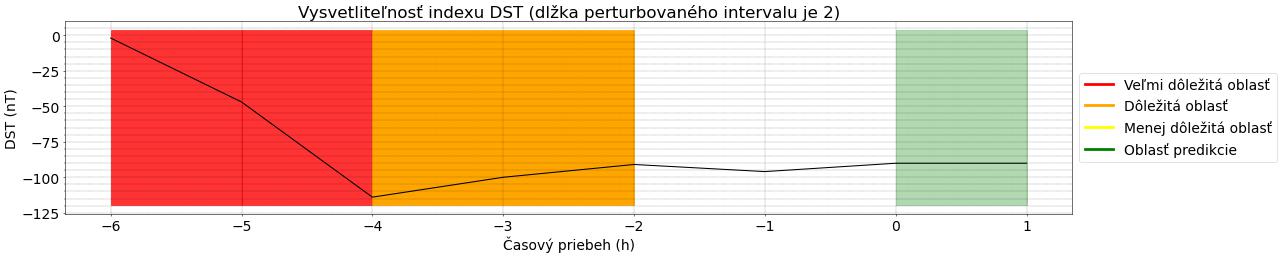 Vysvetliteľnosť indexu DST (dĺžka perturbovaného intervalu je 2)
DST (nT)
0
−25
−50
−75
−100
−125
−6 −5 −4 −3 −2 −1 0 1
Časový priebeh (h)
Veľmi dôležitá oblasť
Dôležitá oblasť
Menej dôležitá oblasť
Oblasť predikcie